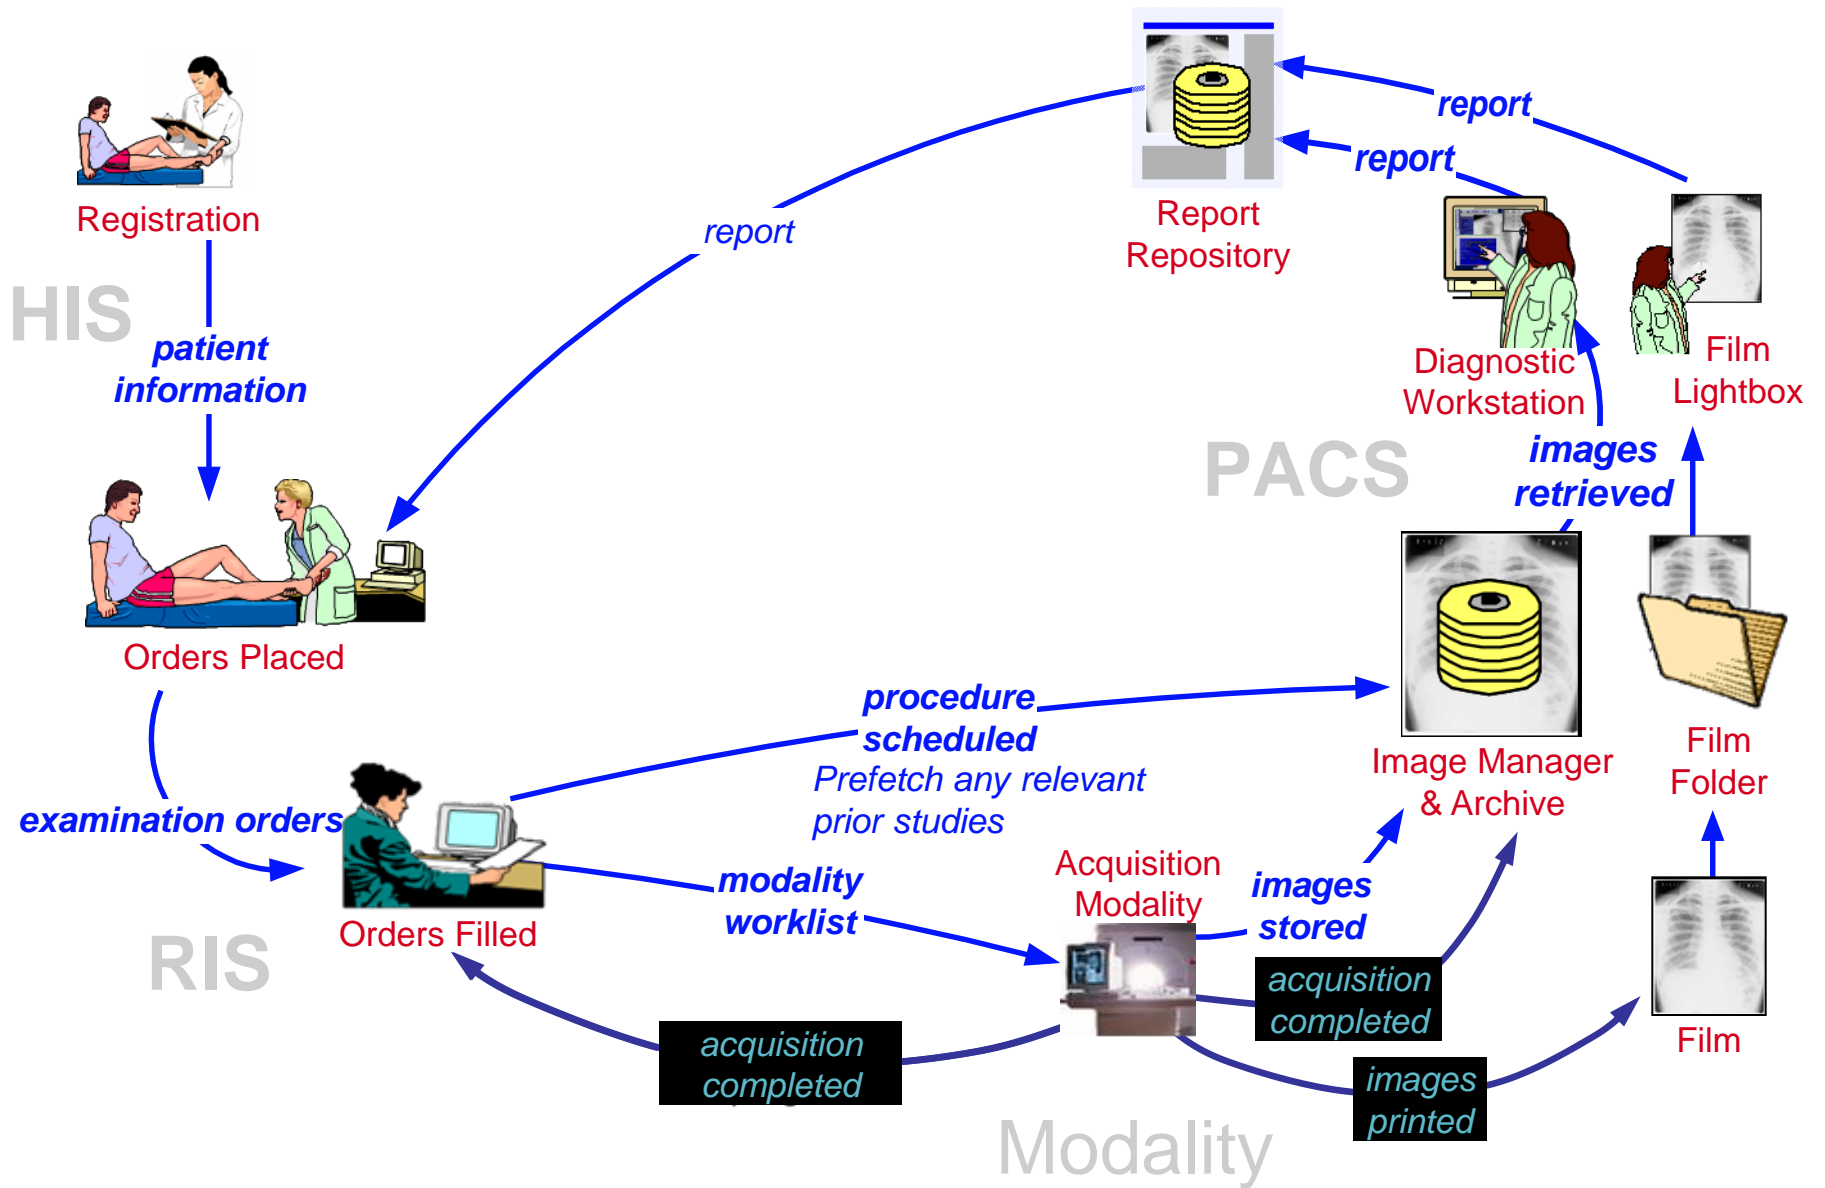 report
report
Registration
report
Report
Repository
HIS
patient
information
Diagnostic
Workstation
Film
Lightbox
PACS
images
retrieved
Orders Placed
procedure
scheduled
Prefetch any relevant
prior studies
Image Manager
& Archive
Film
Folder
examination orders
Orders Filled
modality
worklist
Acquisition
Modality
images
stored
RIS
acquisition
completed
acquisition
completed
images
printed
Film
Modality